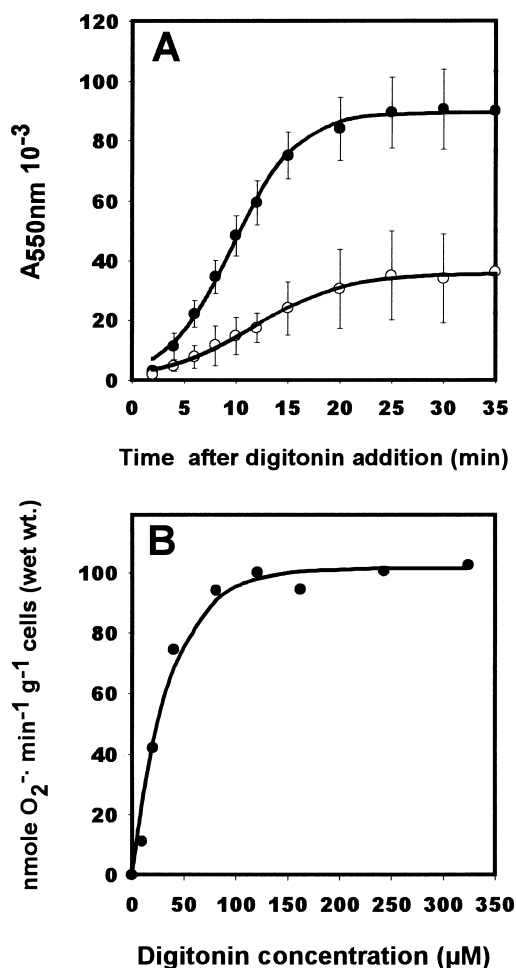 A
120
100
80
60
40
20
0
A550nm 10-3
0 5 10 15 20 25 30 35
Time after digitonin addition (min)
B
100
80
60
40
20
0
nmole O2-· min-1 g-1 cells (wet wt.)
0 50 100 150 200 250 300 350
Digitonin concentration (µM)